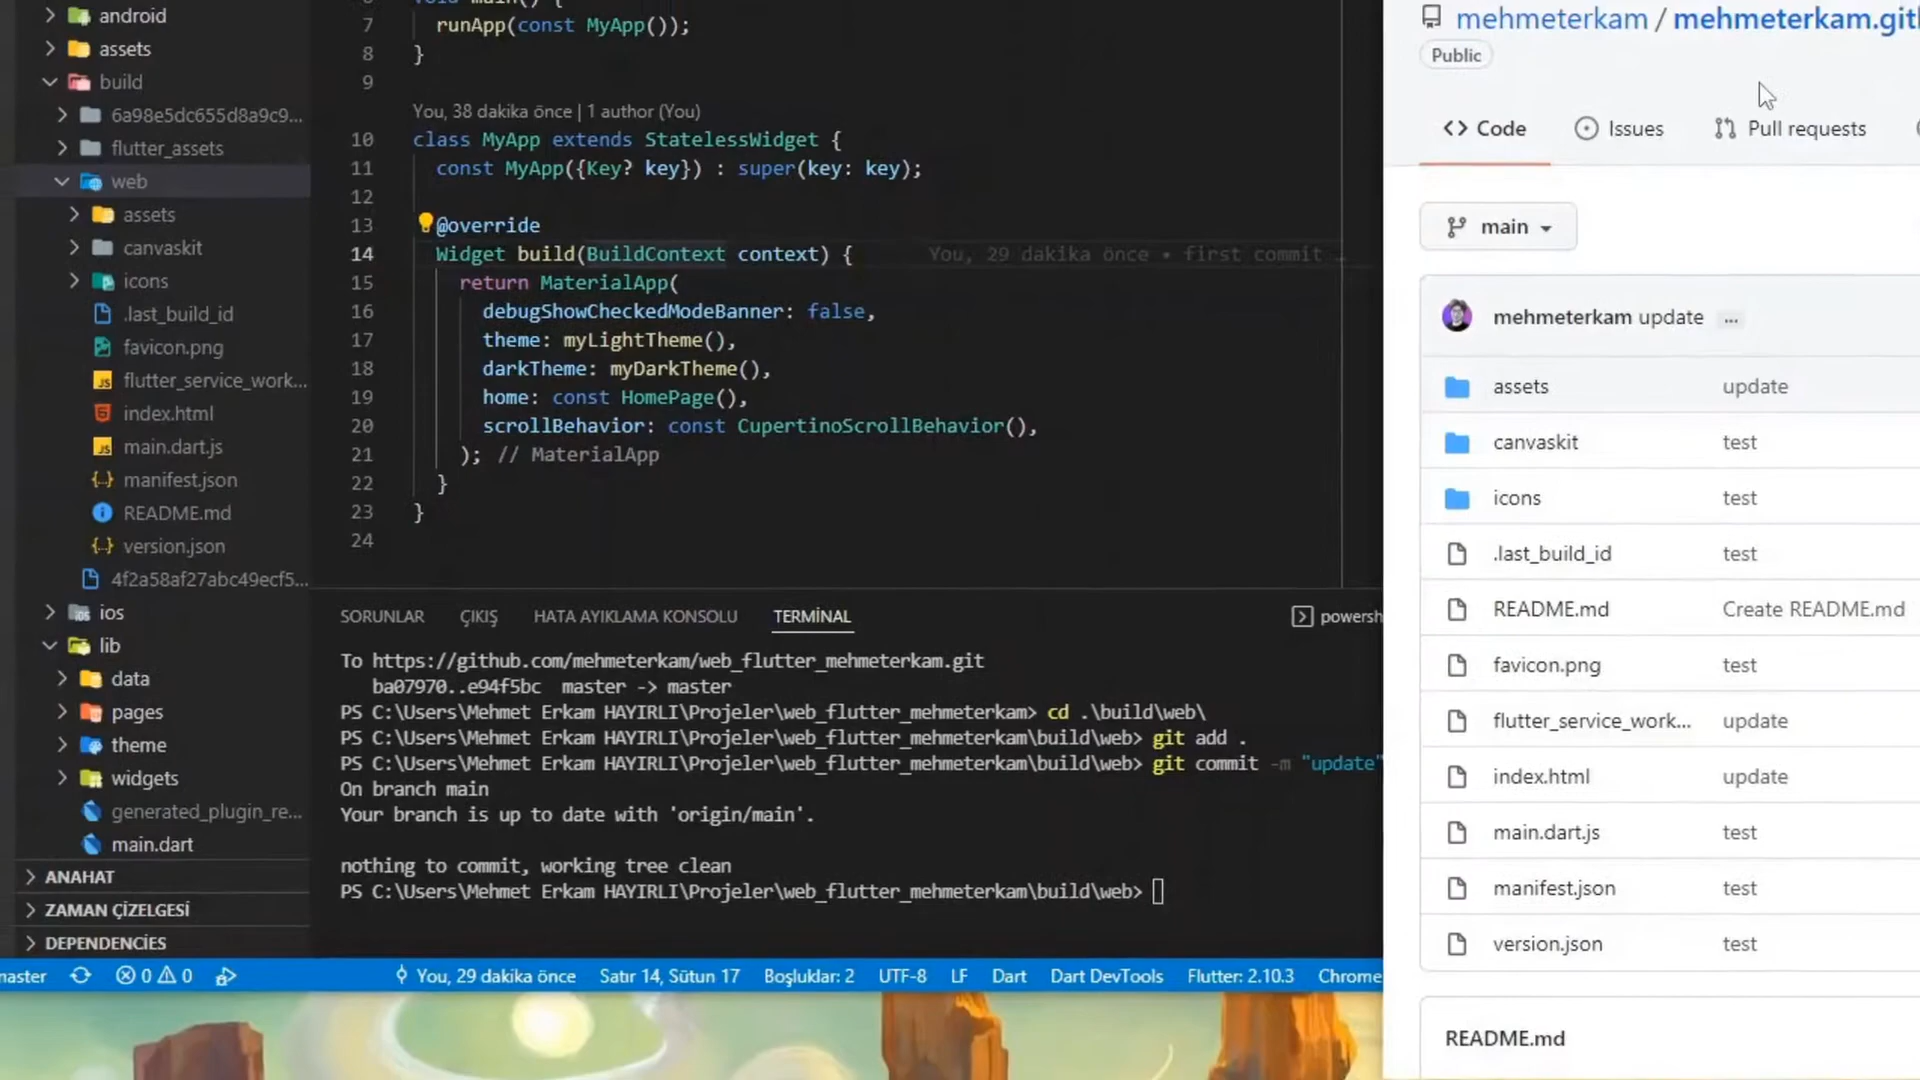 android
assets
build
6a98e5dc655d8a9c9...
flutter_assets
web
assets
canvaskit
icons
.last_build_id
favicon.png
flutter_service_work...
index.html
main.dart.js
manifest.json
README.md
version.json
4f2a58af27abc49ecf5...
ios
lib
data
pages
theme
widgets
generated_plugin_re...
main.dart
ANAHAT
ZAMAN ÇİZELGESİ
DEPENDENCIES
7 runApp(const MyApp());
8 }
9
You, 38 dakika önce | 1 author (You)
10 class MyApp extends StatelessWidget {
11 const MyApp({Key? key}) : super(key: key);
12
13 @override
14 Widget build(BuildContext context) { You, 29 dakika önce • first commit
15 return MaterialApp(
16 debugShowCheckedModeBanner: false,
17 theme: myLightTheme(),
18 darkTheme: myDarkTheme(),
19 home: const HomePage(),
20 scrollBehavior: const CupertinoScrollBehavior(),
21 ); // MaterialApp
22 }
23 }
24
SORUNLAR ÇIKIŞ HATA AYIKLAMA KONSOLU TERMİNAL powersh
To https://github.com/mehmeterkam/web_flutter_mehmeterkam.git
ba07970..e94f5bc master -> master
PS C:\Users\Mehmet Erkam HAYIRLI\Projeler\web_flutter_mehmeterkam> cd .\build\web\
PS C:\Users\Mehmet Erkam HAYIRLI\Projeler\web_flutter_mehmeterkam\build\web> git add .
PS C:\Users\Mehmet Erkam HAYIRLI\Projeler\web_flutter_mehmeterkam\build\web> git commit -m "update"
On branch main
Your branch is up to date with 'origin/main'.
nothing to commit, working tree clean
PS C:\Users\Mehmet Erkam HAYIRLI\Projeler\web_flutter_mehmeterkam\build\web>
master 0 0 You, 29 dakika önce Satır 14, Sütun 17 Boşluklar: 2 UTF-8 LF Dart Dart DevTools Flutter: 2.10.3 Chrome
mehmeterkam / mehmeterkam.git
Public
<> Code Issues Pull requests
main
mehmeterkam update ...
assets update
canvaskit test
icons test
.last_build_id test
README.md Create README.md
favicon.png test
flutter_service_work... update
index.html update
main.dart.js test
manifest.json test
version.json test
README.md